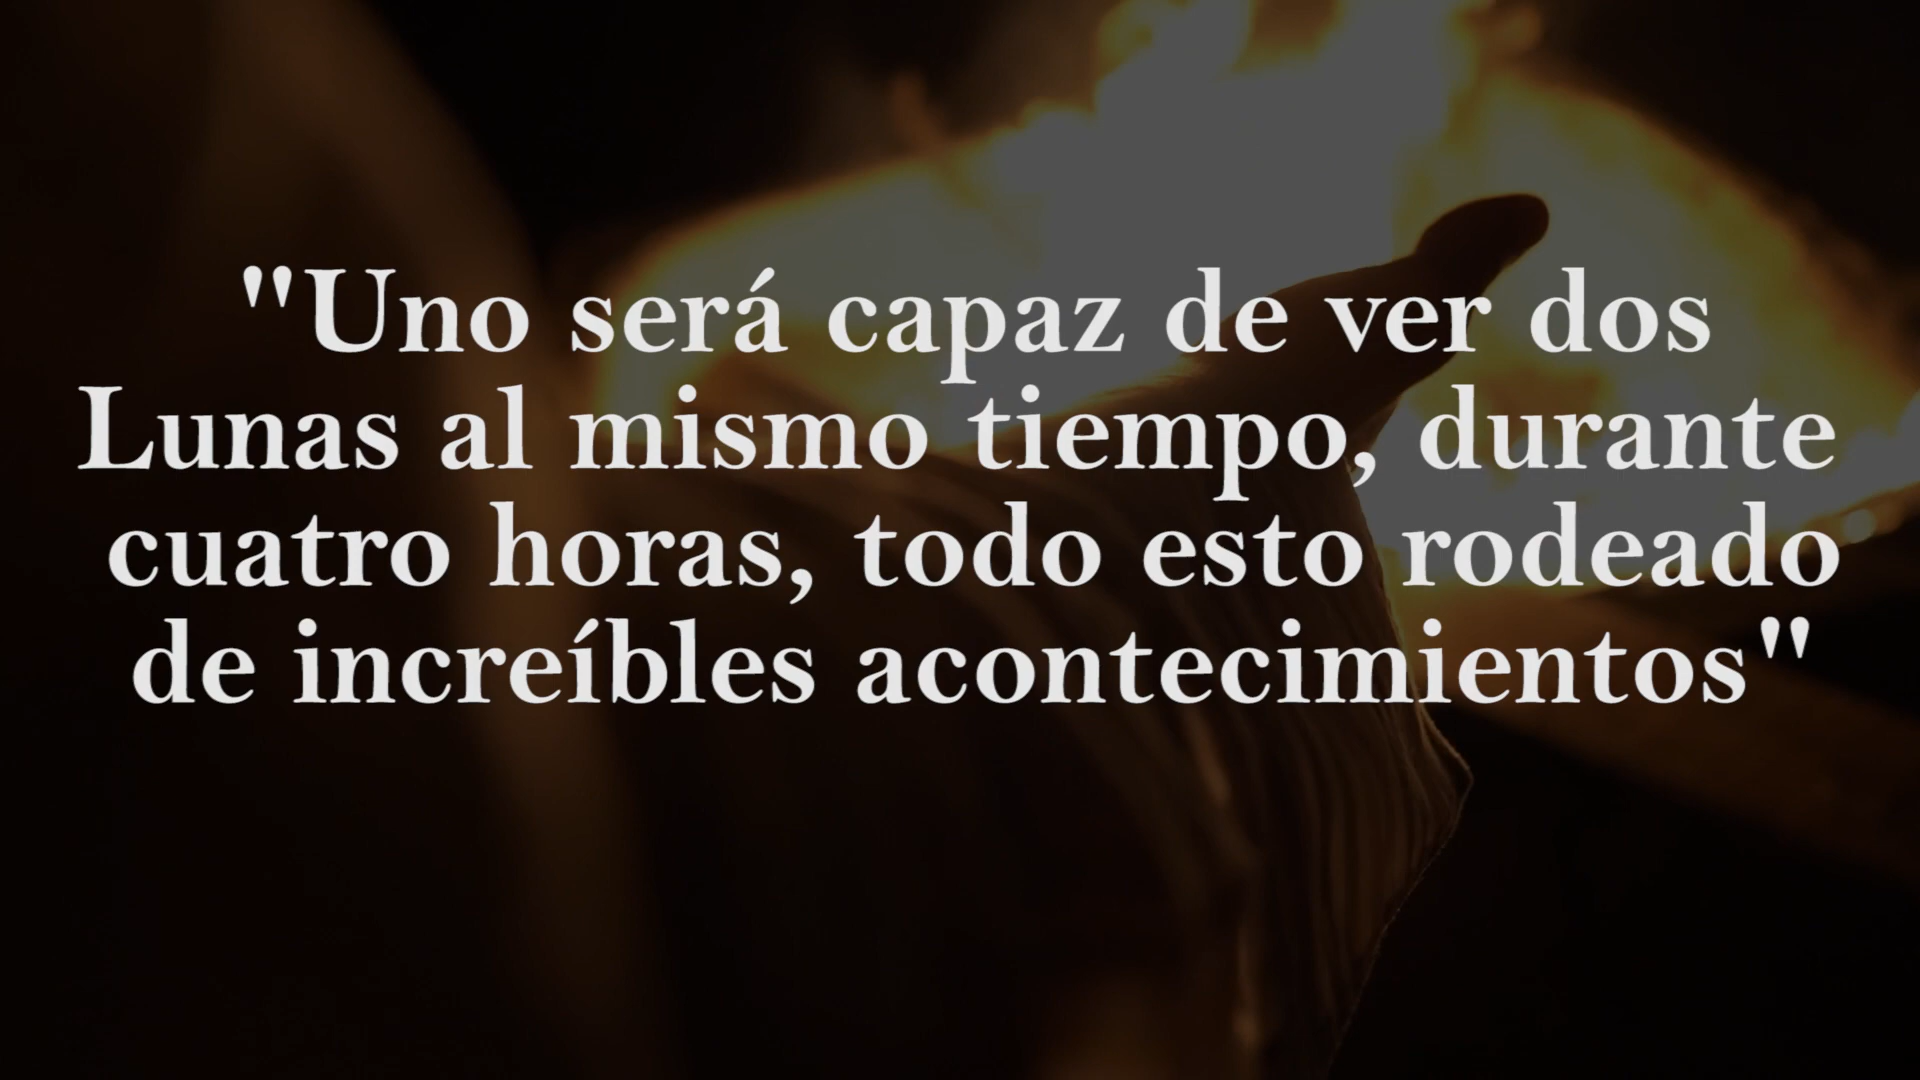 "Uno será capaz de ver dos
Lunas al mismo tiempo, durante
cuatro horas, todo esto rodeado
de increíbles acontecimientos"